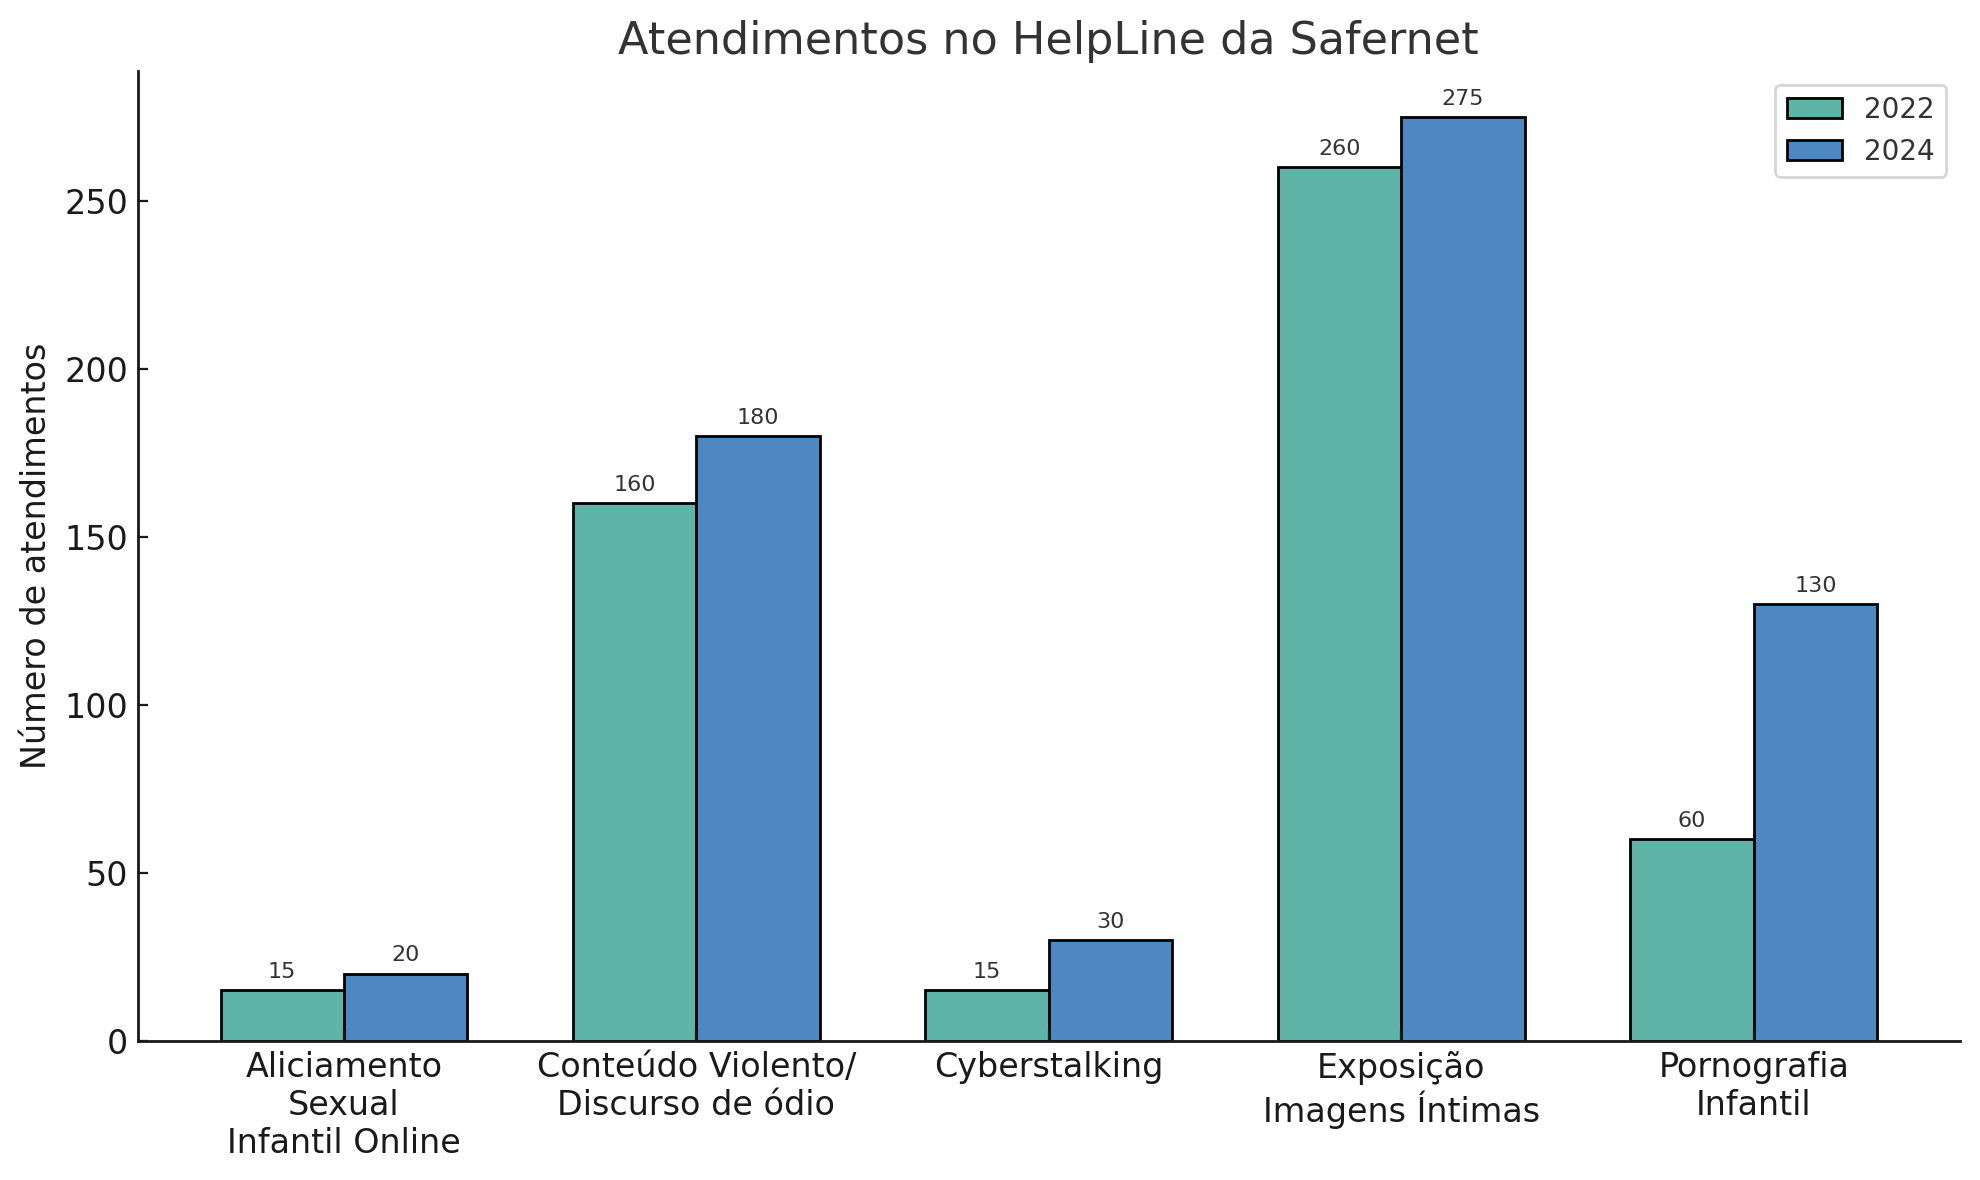 Atendimentos no HelpLine da Safernet
2022
2024
Número de atendimentos
250
200
150
100
50
0
15
20
160
180
15
30
260
275
60
130
Aliciamento
Sexual
Infantil Online
Conteúdo Violento/
Discurso de ódio
Cyberstalking
Exposição
Imagens Íntimas
Pornografia
Infantil